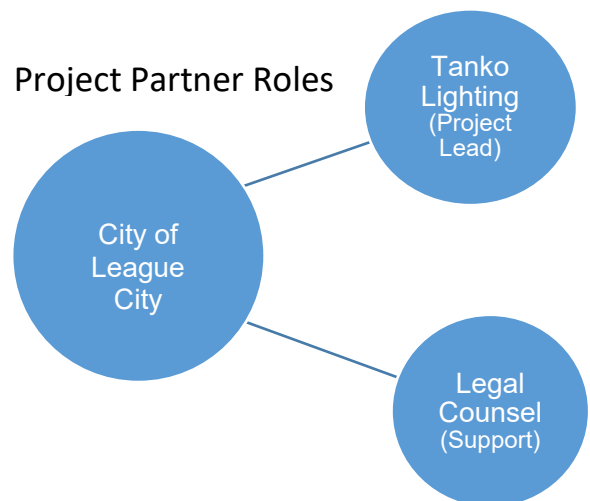 Project Partner Roles
Tanko
Lighting
(Project
Lead)
City of
League
City
Legal
Counsel
(Support)